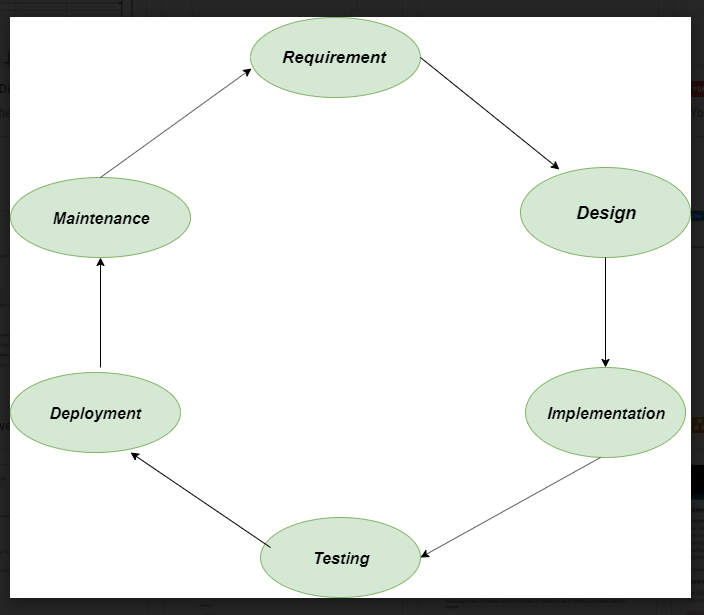 Requirement
Design
Implementation
Testing
Deployment
Maintenance